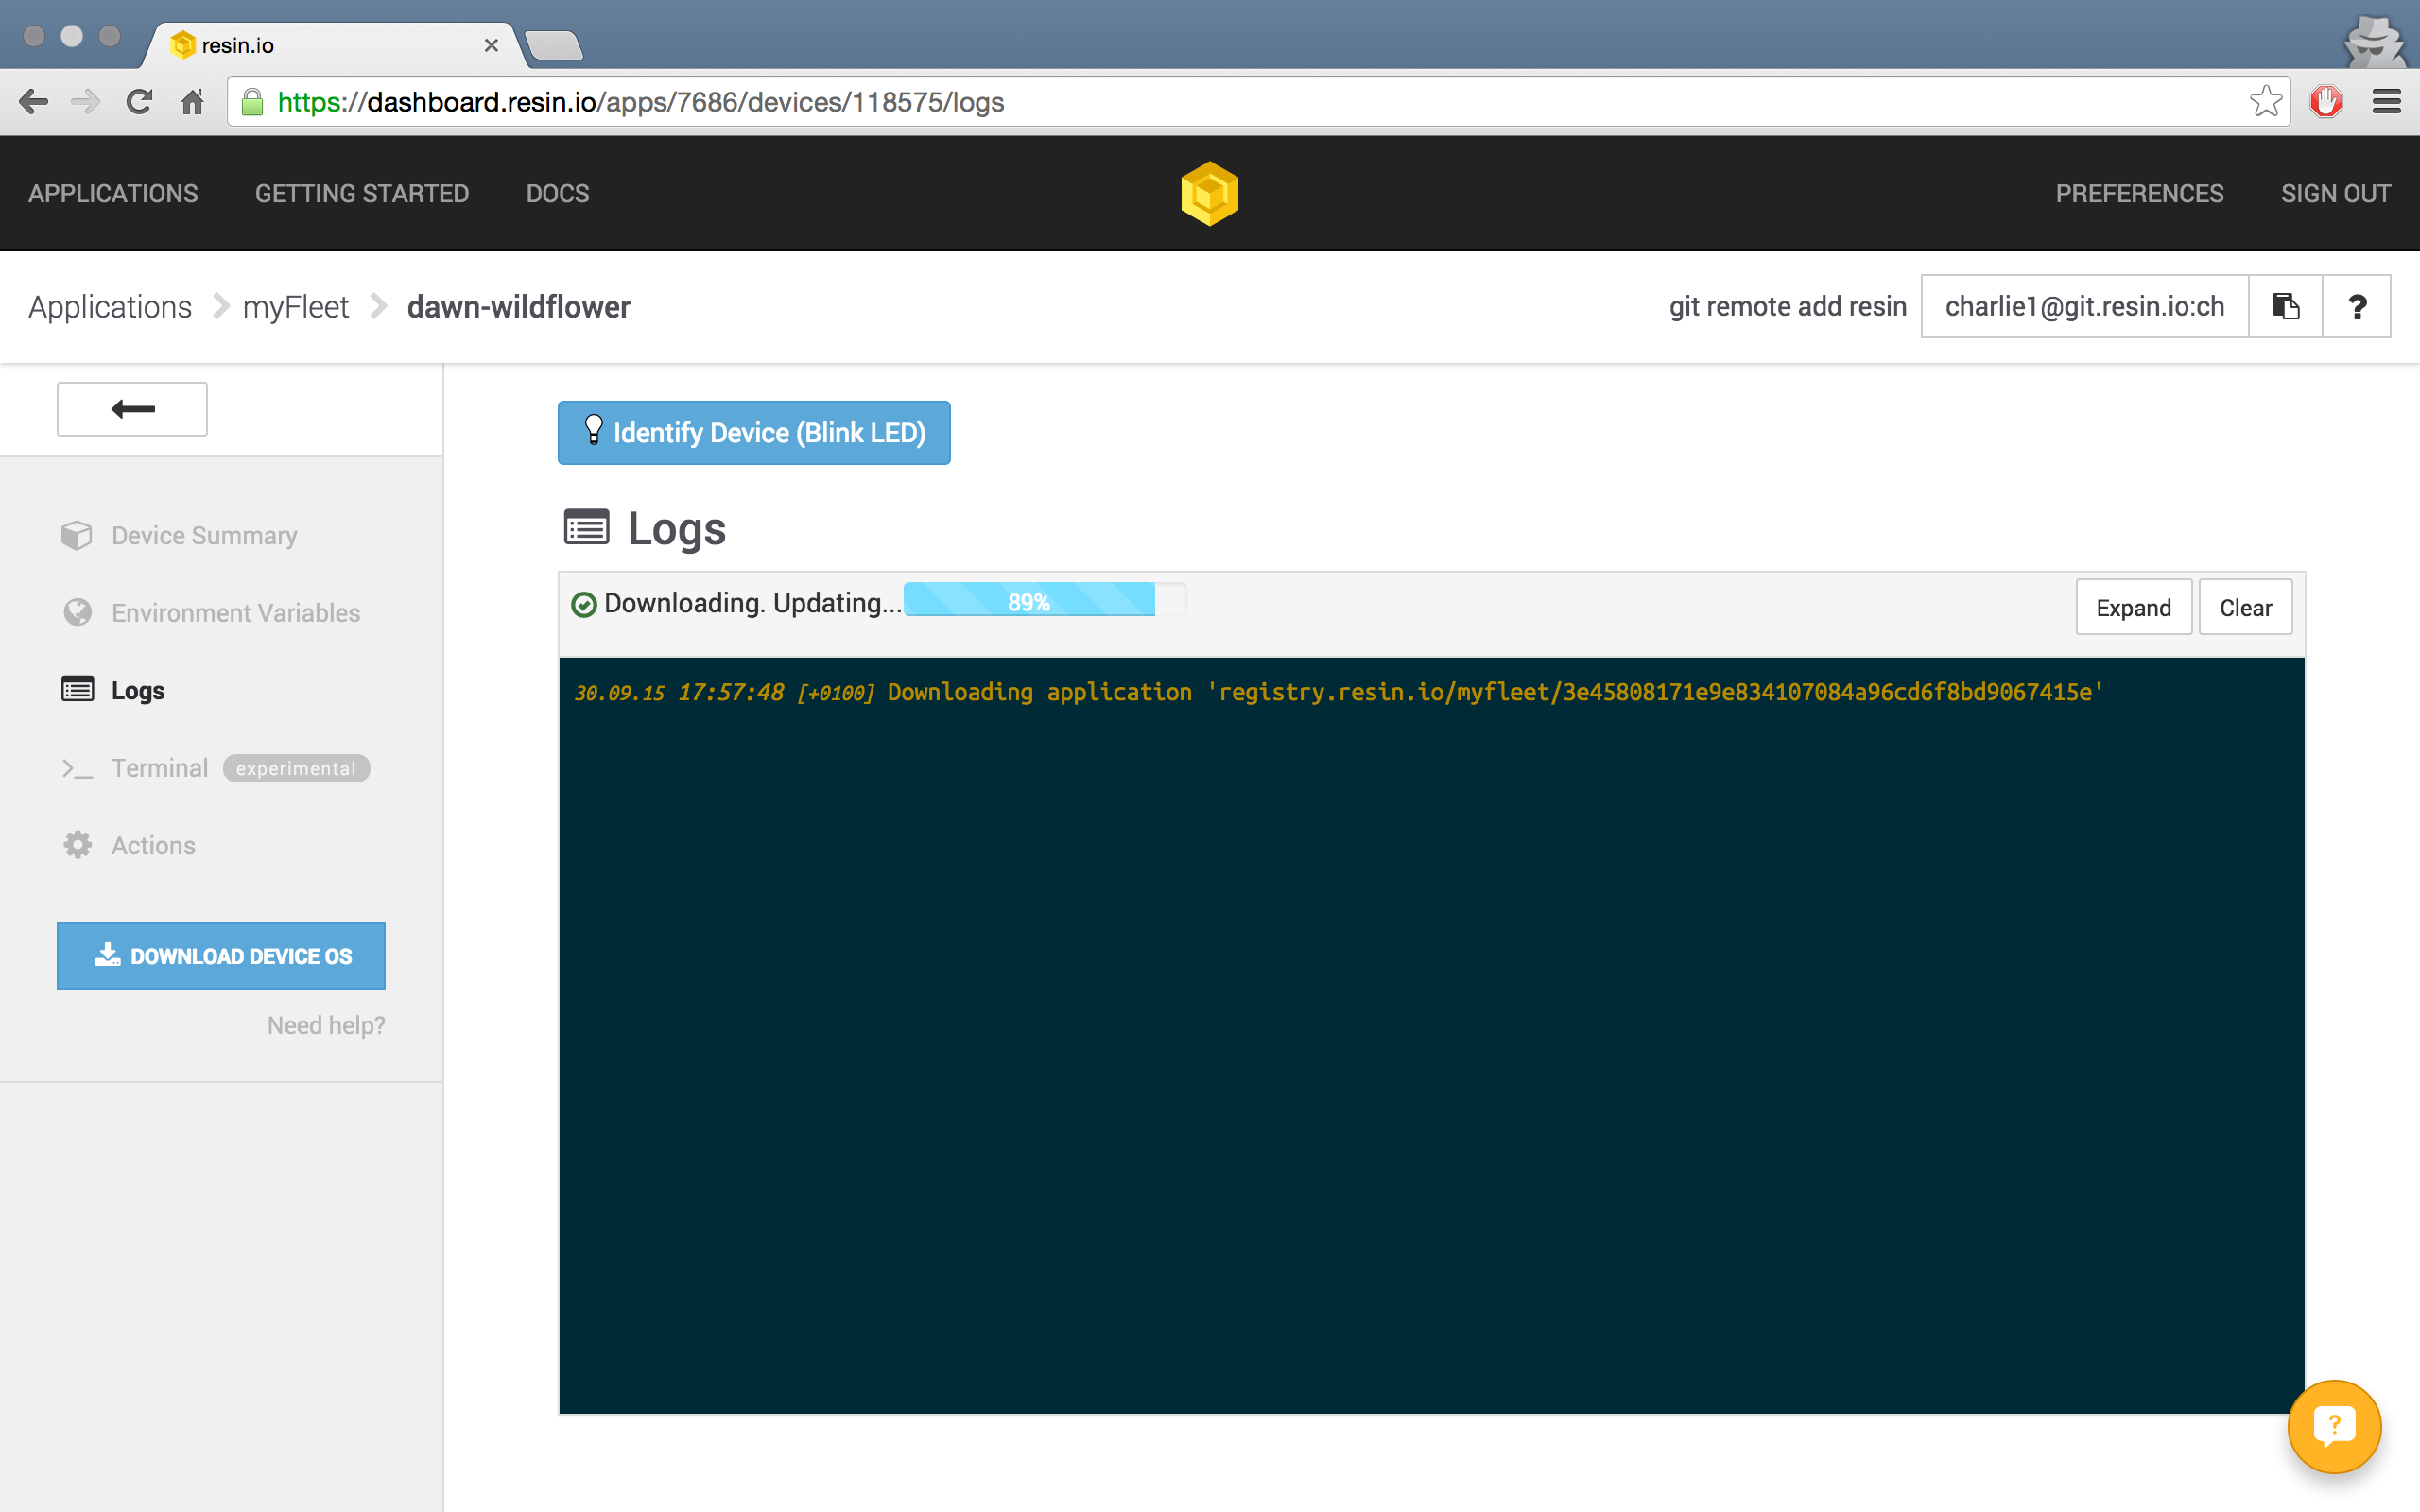 resin.io
https://dashboard.resin.io/apps/7686/devices/118575/logs
APPLICATIONS GETTING STARTED DOCS PREFERENCES SIGN OUT
Applications myFleet dawn-wildflower git remote add resin charlie1@git.resin.io:ch ?
Identify Device (Blink LED)
Logs
Downloading. Updating... 89% Expand Clear
30.09.15 17:57:48 [+0100] Downloading application 'registry.resin.io/myfleet/3e45808171e9e834107084a96cd6f8bd9067415e'
Device Summary
Environment Variables
Logs
>_ Terminal experimental
Actions
DOWNLOAD DEVICE OS
Need help?
?